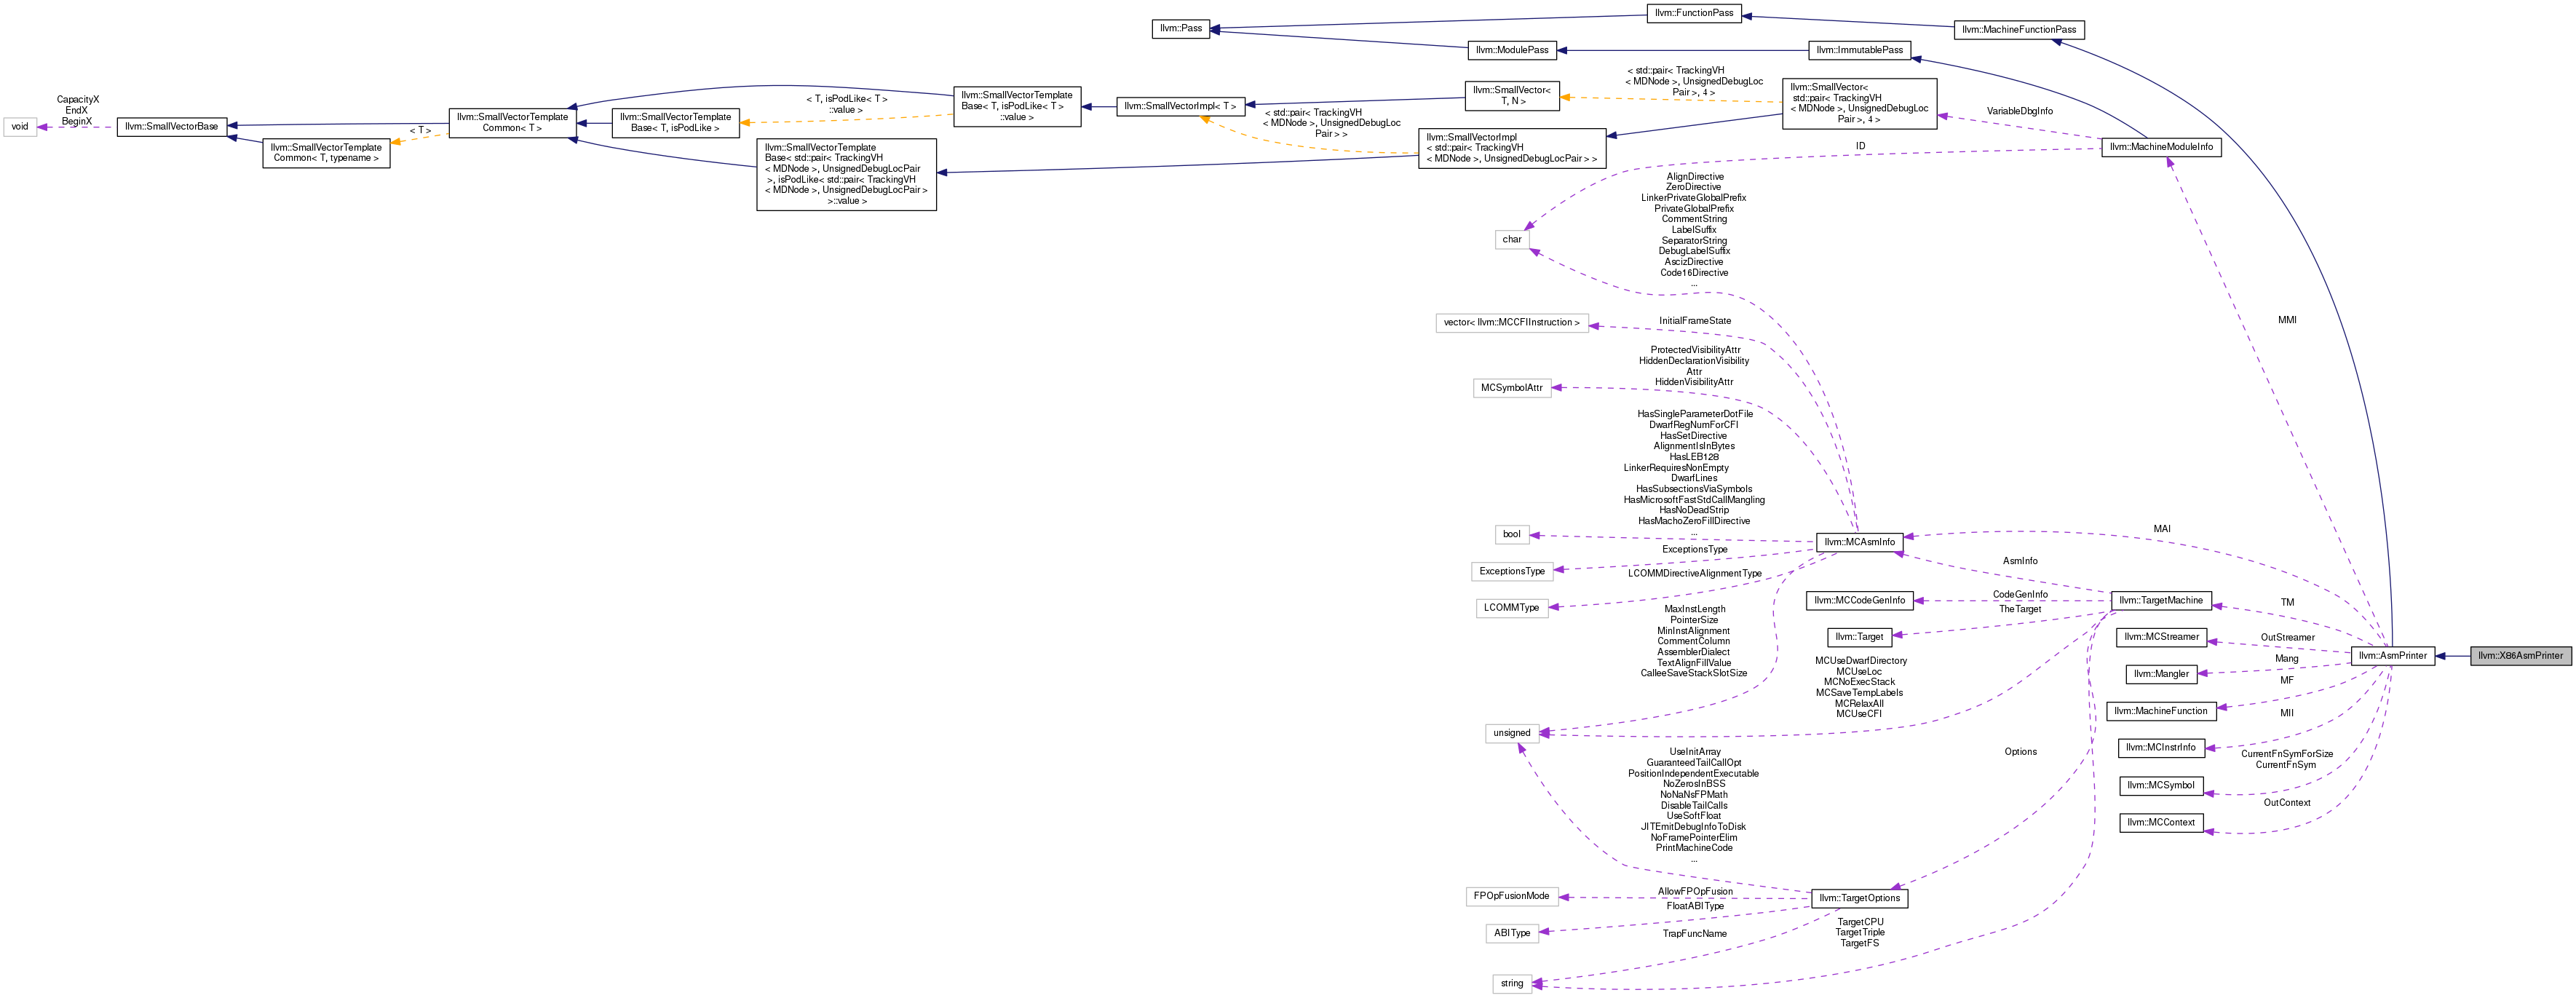 llvm::Pass
llvm::FunctionPass
llvm::MachineFunctionPass
llvm::ModulePass
llvm::ImmutablePass
void
CapacityX
EndX
BeginX
llvm::SmallVectorBase
llvm::SmallVectorTemplate
Common< T, typename >
< T >
llvm::SmallVectorTemplate
Common< T >
llvm::SmallVectorTemplate
Base< T, isPodLike >
< T, isPodLike< T >
::value >
llvm::SmallVectorTemplate
Base< std::pair< TrackingVH
< MDNode >, UnsignedDebugLocPair
>, isPodLike< std::pair< TrackingVH
< MDNode >, UnsignedDebugLocPair >
>::value >
llvm::SmallVectorTemplate
Base< T, isPodLike< T >
::value >
llvm::SmallVectorImpl< T >
< std::pair< TrackingVH
< MDNode >, UnsignedDebugLoc
Pair > >
llvm::SmallVector<
T, N >
llvm::SmallVectorImpl
< std::pair< TrackingVH
< MDNode >, UnsignedDebugLocPair > >
< std::pair< TrackingVH
< MDNode >, UnsignedDebugLoc
Pair >, 4 >
llvm::SmallVector<
std::pair< TrackingVH
< MDNode >, UnsignedDebugLoc
Pair >, 4 >
VariableDbgInfo
llvm::MachineModuleInfo
ID
char
AlignDirective
ZeroDirective
LinkerPrivateGlobalPrefix
PrivateGlobalPrefix
CommentString
LabelSuffix
SeparatorString
DebugLabelSuffix
AscizDirective
Code16Directive
...
vector< llvm::MCCFIInstruction >
InitialFrameState
MCSymbolAttr
ProtectedVisibilityAttr
HiddenDeclarationVisibility
Attr
HiddenVisibilityAttr
bool
HasSingleParameterDotFile
DwarfRegNumForCFI
HasSetDirective
AlignmentIsInBytes
HasLEB128
LinkerRequiresNonEmpty
DwarfLines
HasSubsectionsViaSymbols
HasMicrosoftFastStdCallMangling
HasNoDeadStrip
HasMachoZeroFillDirective
...
ExceptionsType
ExceptionsType
LCOMMType
LCOMMDirectiveAlignmentType
llvm::MCAsmInfo
MaxInstLength
PointerSize
MinInstAlignment
CommentColumn
AssemblerDialect
TextAlignFillValue
CalleeSaveStackSlotSize
unsigned
llvm::MCCodeGenInfo
CodeGenInfo
llvm::Target
TheTarget
MCUseDwarfDirectory
MCUseLoc
MCNoExecStack
MCSaveTempLabels
MCRelaxAll
MCUseCFI
AsmInfo
MAI
MMI
llvm::TargetMachine
TM
llvm::MCStreamer
OutStreamer
llvm::Mangler
Mang
llvm::MachineFunction
MF
llvm::MCInstrInfo
MII
llvm::MCSymbol
CurrentFnSymForSize
CurrentFnSym
llvm::MCContext
OutContext
llvm::AsmPrinter
llvm::X86AsmPrinter
Options
UseInitArray
GuaranteedTailCallOpt
PositionIndependentExecutable
NoZerosInBSS
NoNaNsFPMath
DisableTailCalls
UseSoftFloat
JITEmitDebugInfoToDisk
NoFramePointerElim
PrintMachineCode
...
FPOpFusionMode
AllowFPOpFusion
ABIType
FloatABIType
TrapFuncName
llvm::TargetOptions
TargetCPU
TargetTriple
TargetFS
string